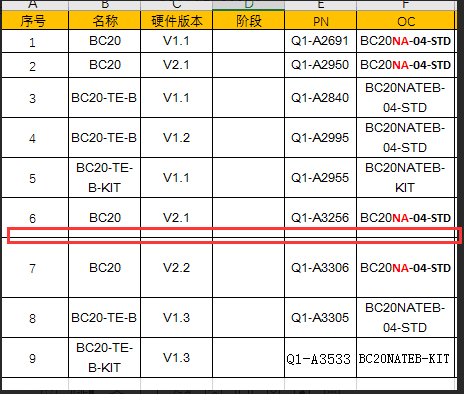 A B C D E F
序号 名称 硬件版本 阶段 PN OC
1 BC20 V1.1 Q1-A2691 BC20NA-04-STD
2 BC20 V2.1 Q1-A2950 BC20NA-04-STD
3 BC20-TE-B V1.1 Q1-A2840 BC20NATEB-
04-STD
4 BC20-TE-B V1.2 Q1-A2995 BC20NATEB-
04-STD
5 BC20-TE-
B-KIT V1.1 Q1-A2955 BC20NATEB-
KIT
6 BC20 V2.1 Q1-A3256 BC20NA-04-STD
7 BC20 V2.2 Q1-A3306 BC20NA-04-STD
8 BC20-TE-B V1.3 Q1-A3305 BC20NATEB-
04-STD
9 BC20-TE-
B-KIT V1.3 Q1-A3533 BC20NATEB-KIT